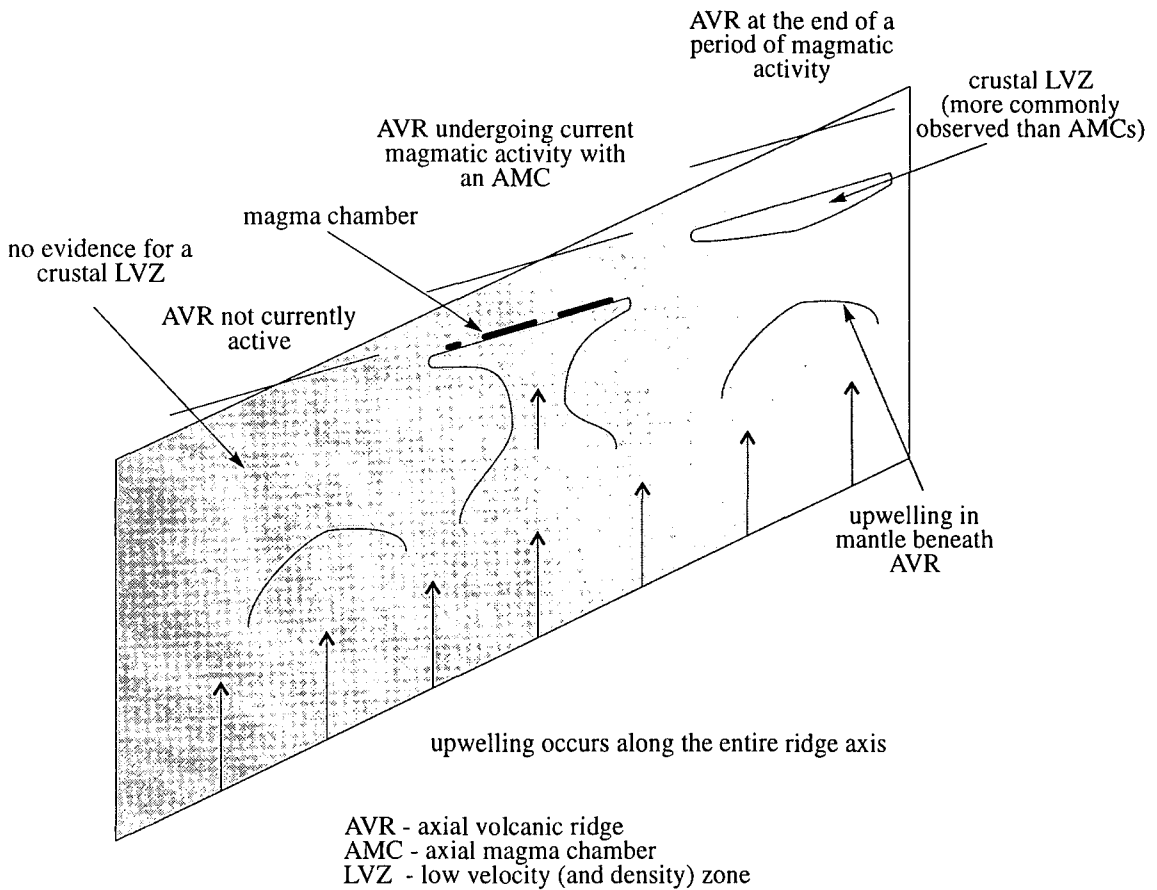 AVR at the end of a
period of magmatic
activity
crustal LVZ
(more commonly
observed than AMCs)
AVR undergoing current
magmatic activity with
an AMC
magma chamber
no evidence for a
crustal LVZ
AVR not currently
active
upwelling in
mantle beneath
AVR
upwelling occurs along the entire ridge axis
AVR - axial volcanic ridge
AMC - axial magma chamber
LVZ - low velocity (and density) zone